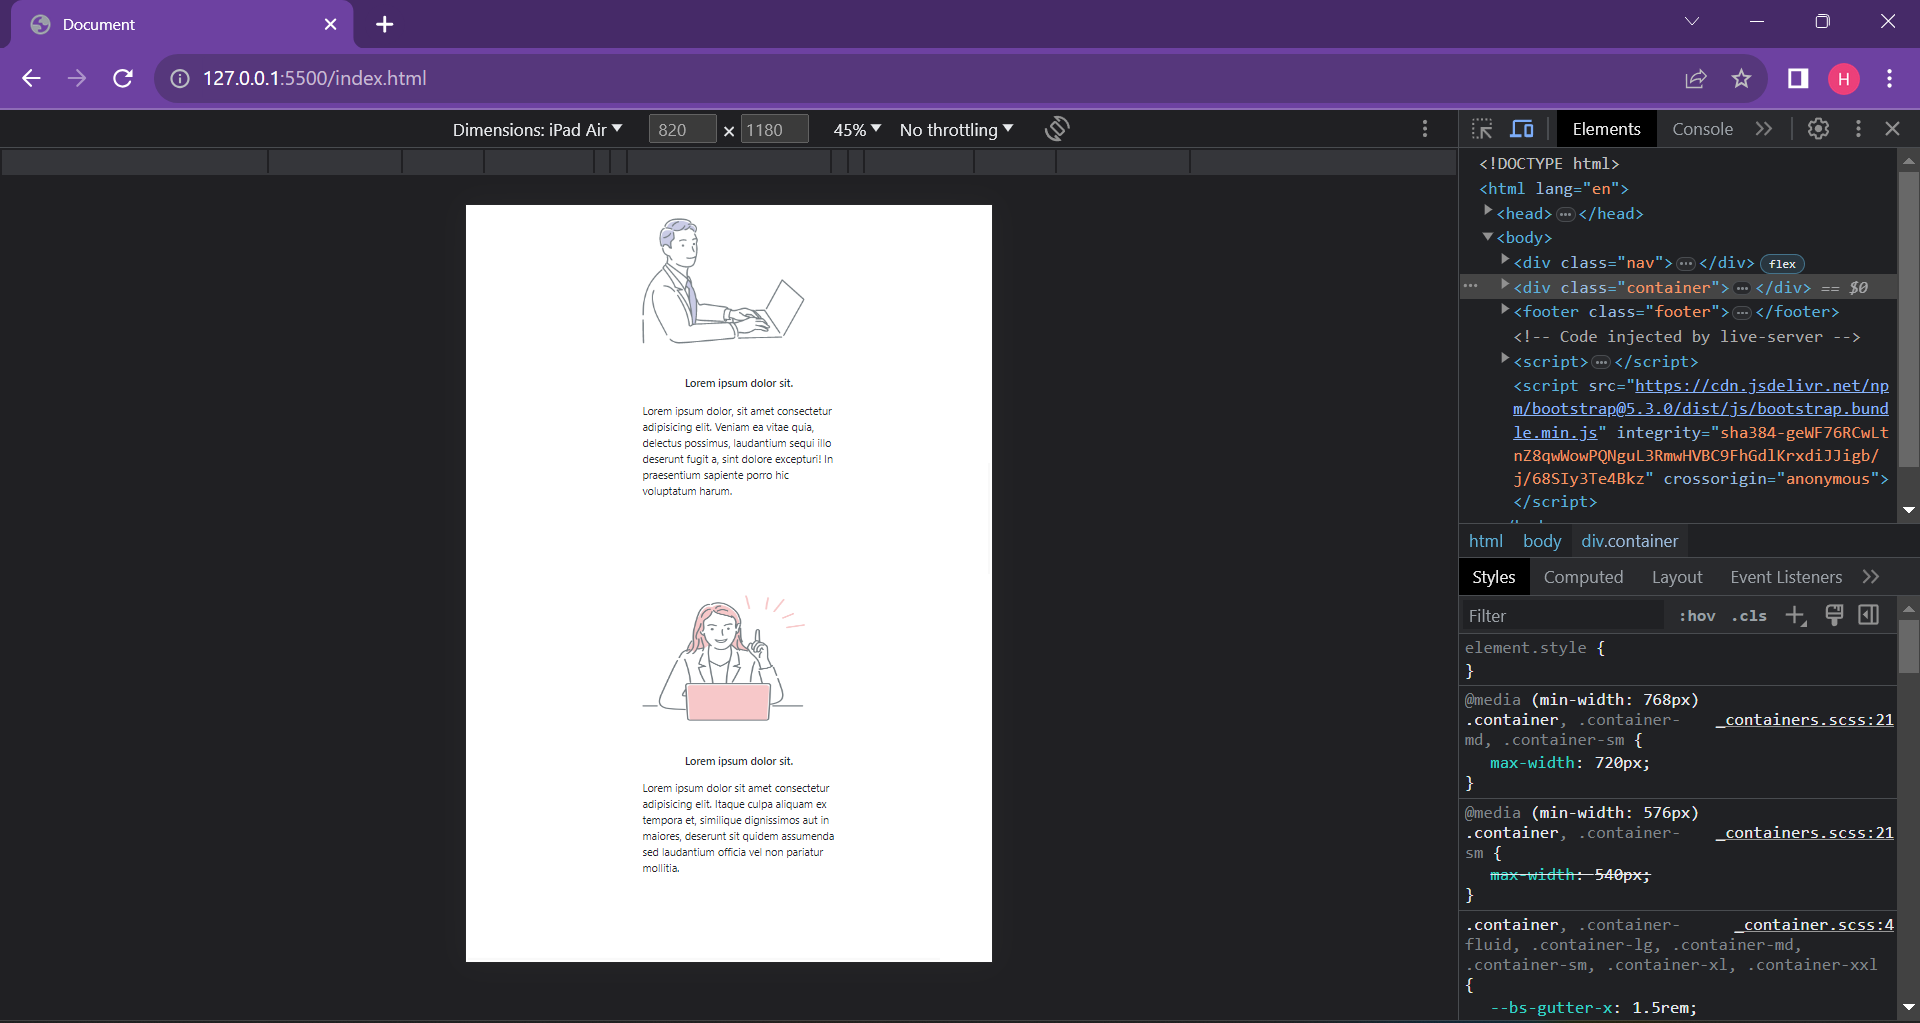 Document
127.0.0.1:5500/index.html
H
Dimensions: iPad Air 820 × 1180 45% No throttling
Elements Console
<!DOCTYPE html>
<html lang="en">
<head> ⋯ </head>
<body>
<div class="nav"> ⋯ </div> flex
⋯ <div class="container"> ⋯ </div> == $0
<footer class="footer"> ⋯ </footer>
<!-- Code injected by live-server -->
<script> ⋯ </script>
<script src="https://cdn.jsdelivr.net/np
m/bootstrap@5.3.0/dist/js/bootstrap.bund
le.min.js" integrity="sha384-geWF76RCwLt
nZ8qwWowPQNguL3RmwHVBC9FhGdlKrxdiJJigb/
j/68SIy3Te4Bkz" crossorigin="anonymous">
</script>
html body div.container
Styles Computed Layout Event Listeners
Filter :hov .cls
element.style {
}
@media (min-width: 768px)
.container, .container- _containers.scss:21
md, .container-sm {
max-width: 720px;
}
@media (min-width: 576px)
.container, .container- _containers.scss:21
sm {
max-width: 540px;
}
.container, .container- _container.scss:4
fluid, .container-lg, .container-md,
.container-sm, .container-xl, .container-xxl
{
--bs-gutter-x: 1.5rem;
Lorem ipsum dolor sit.
Lorem ipsum dolor, sit amet consectetur
adipisicing elit. Veniam ea vitae quia,
delectus possimus, laudantium sequi illo
deserunt fugit a, sint dolore excepturi! In
praesentium sapiente porro hic
voluptatum harum.
Lorem ipsum dolor sit.
Lorem ipsum dolor sit amet consectetur
adipisicing elit. Itaque culpa aliquam ex
tempora et, similique dignissimos aut in
maiores, deserunt sit quidem assumenda
sed laudantium officia vel non pariatur
mollitia.